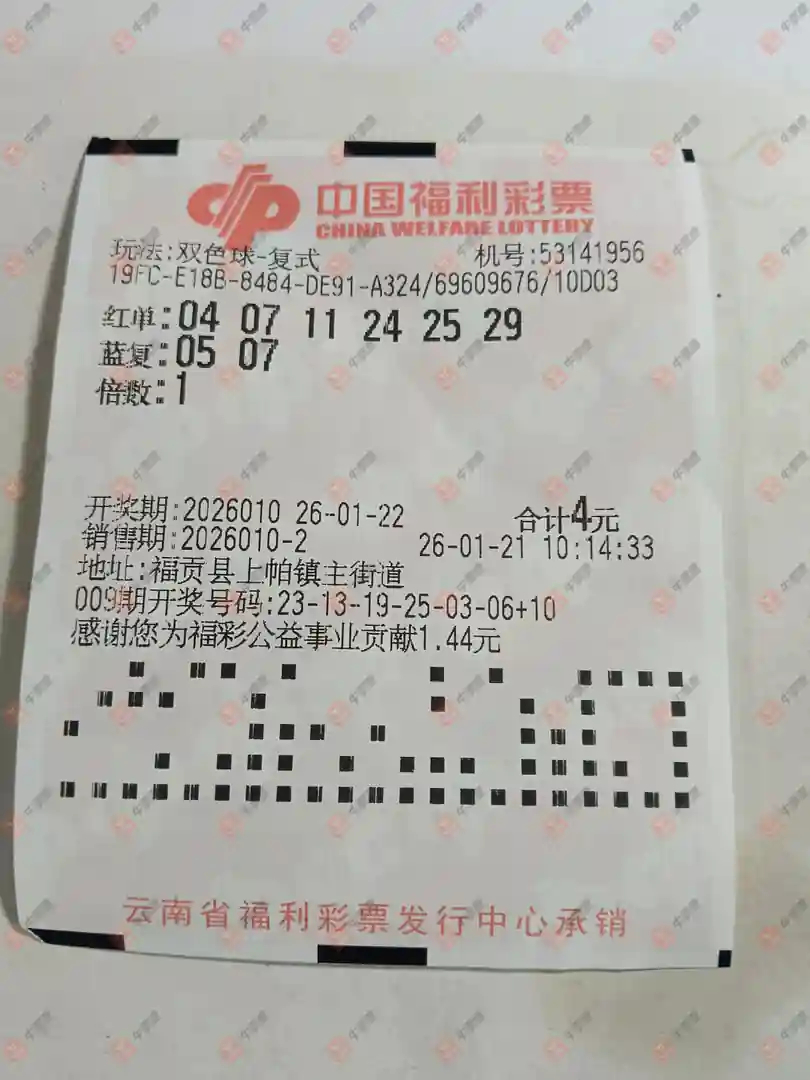 中国福利彩票
CHINA WELFARE LOTTERY
玩法:双色球-复式 机号:53141956
19FC-E18B-8484-DE91-A324/69609676/10D03
红单:04 07 11 24 25 29
蓝复:05 07
倍数:1
开奖期:2026010 26-01-22 合计4元
销售期:2026010-2 26-01-21 10:14:33
地址:福贡县上帕镇主街道
009期开奖号码:23-13-19-25-03-06+10
感谢您为福彩公益事业贡献1.44元
云南省福利彩票发行中心承销